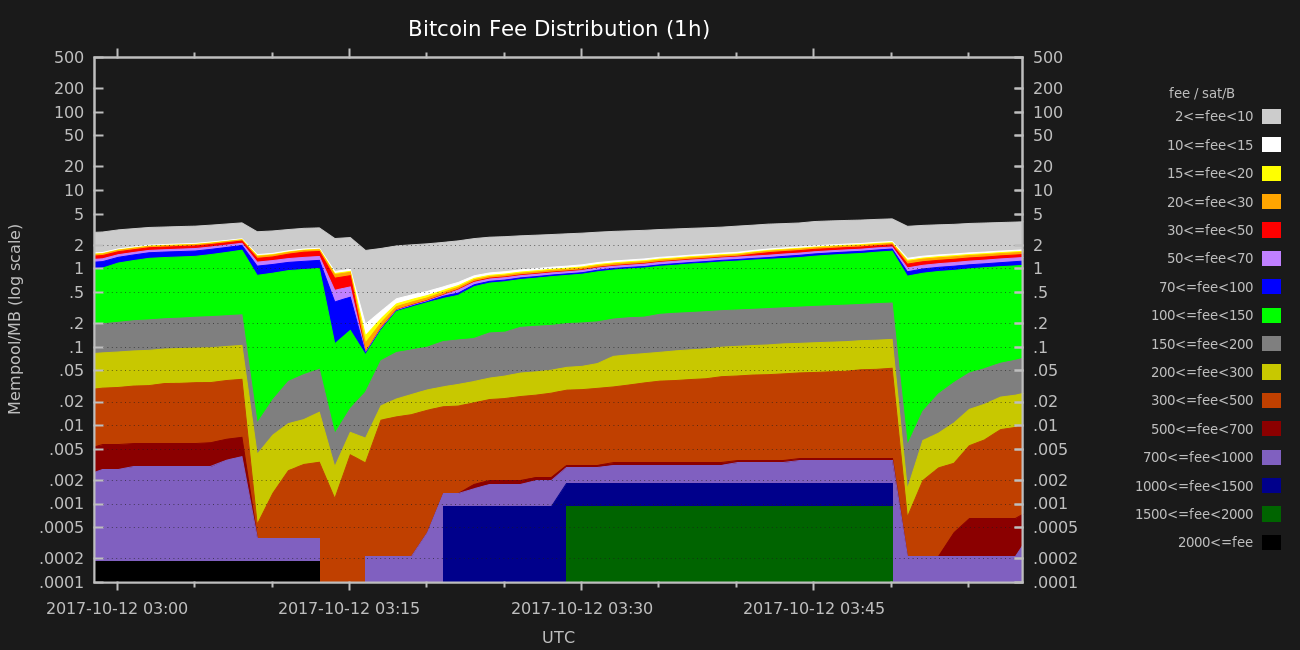 Bitcoin Fee Distribution (1h)
Mempool/MB (log scale)
500
200
100
50
20
10
5
2
1
.5
.2
.1
.05
.02
.01
.005
.002
.001
.0005
.0002
.0001
500
200
100
50
20
10
5
2
1
.5
.2
.1
.05
.02
.01
.005
.002
.001
.0005
.0002
.0001
2017-10-12 03:00 2017-10-12 03:15 2017-10-12 03:30 2017-10-12 03:45
UTC
fee / sat/B
2<=fee<10
10<=fee<15
15<=fee<20
20<=fee<30
30<=fee<50
50<=fee<70
70<=fee<100
100<=fee<150
150<=fee<200
200<=fee<300
300<=fee<500
500<=fee<700
700<=fee<1000
1000<=fee<1500
1500<=fee<2000
2000<=fee